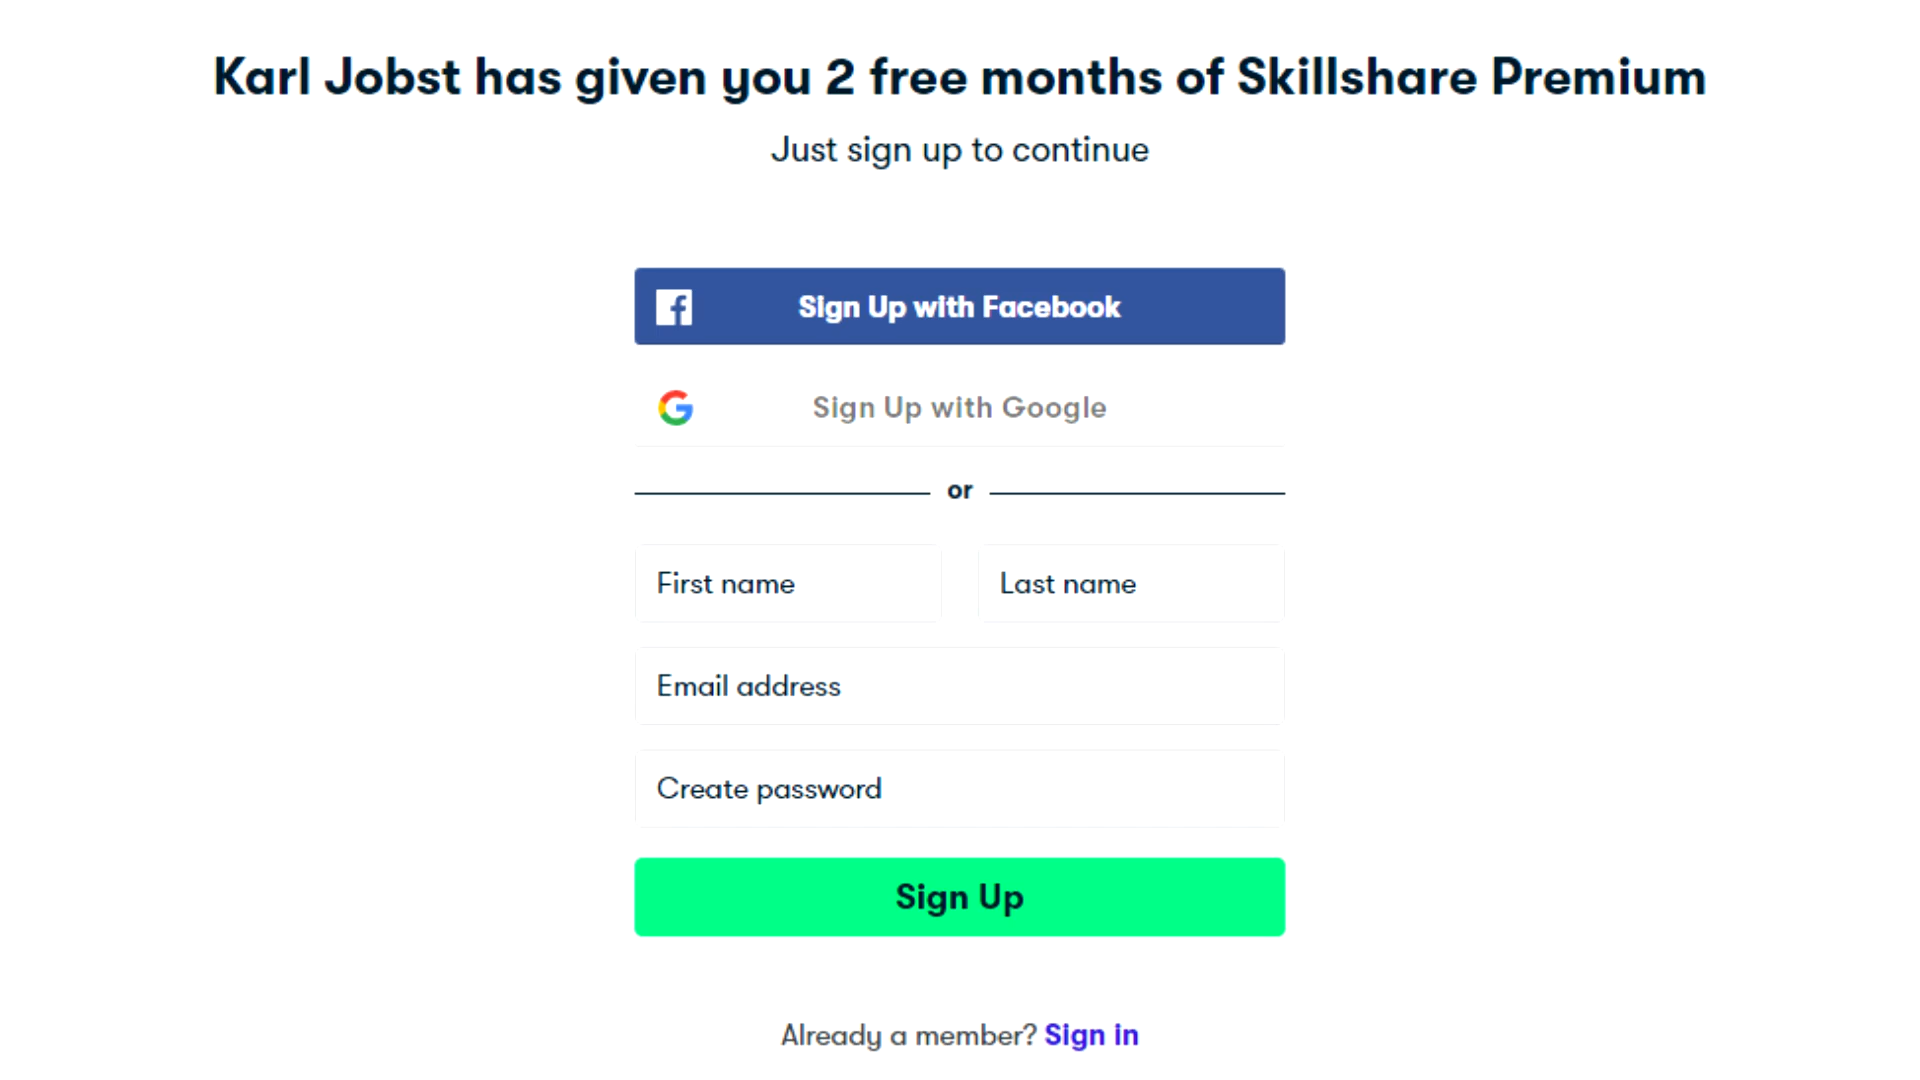 Karl Jobst has given you 2 free months of Skillshare Premium
Just sign up to continue
Sign Up with Facebook
Sign Up with Google
or
First name
Last name
Email address
Create password
Sign Up
Already a member? Sign in